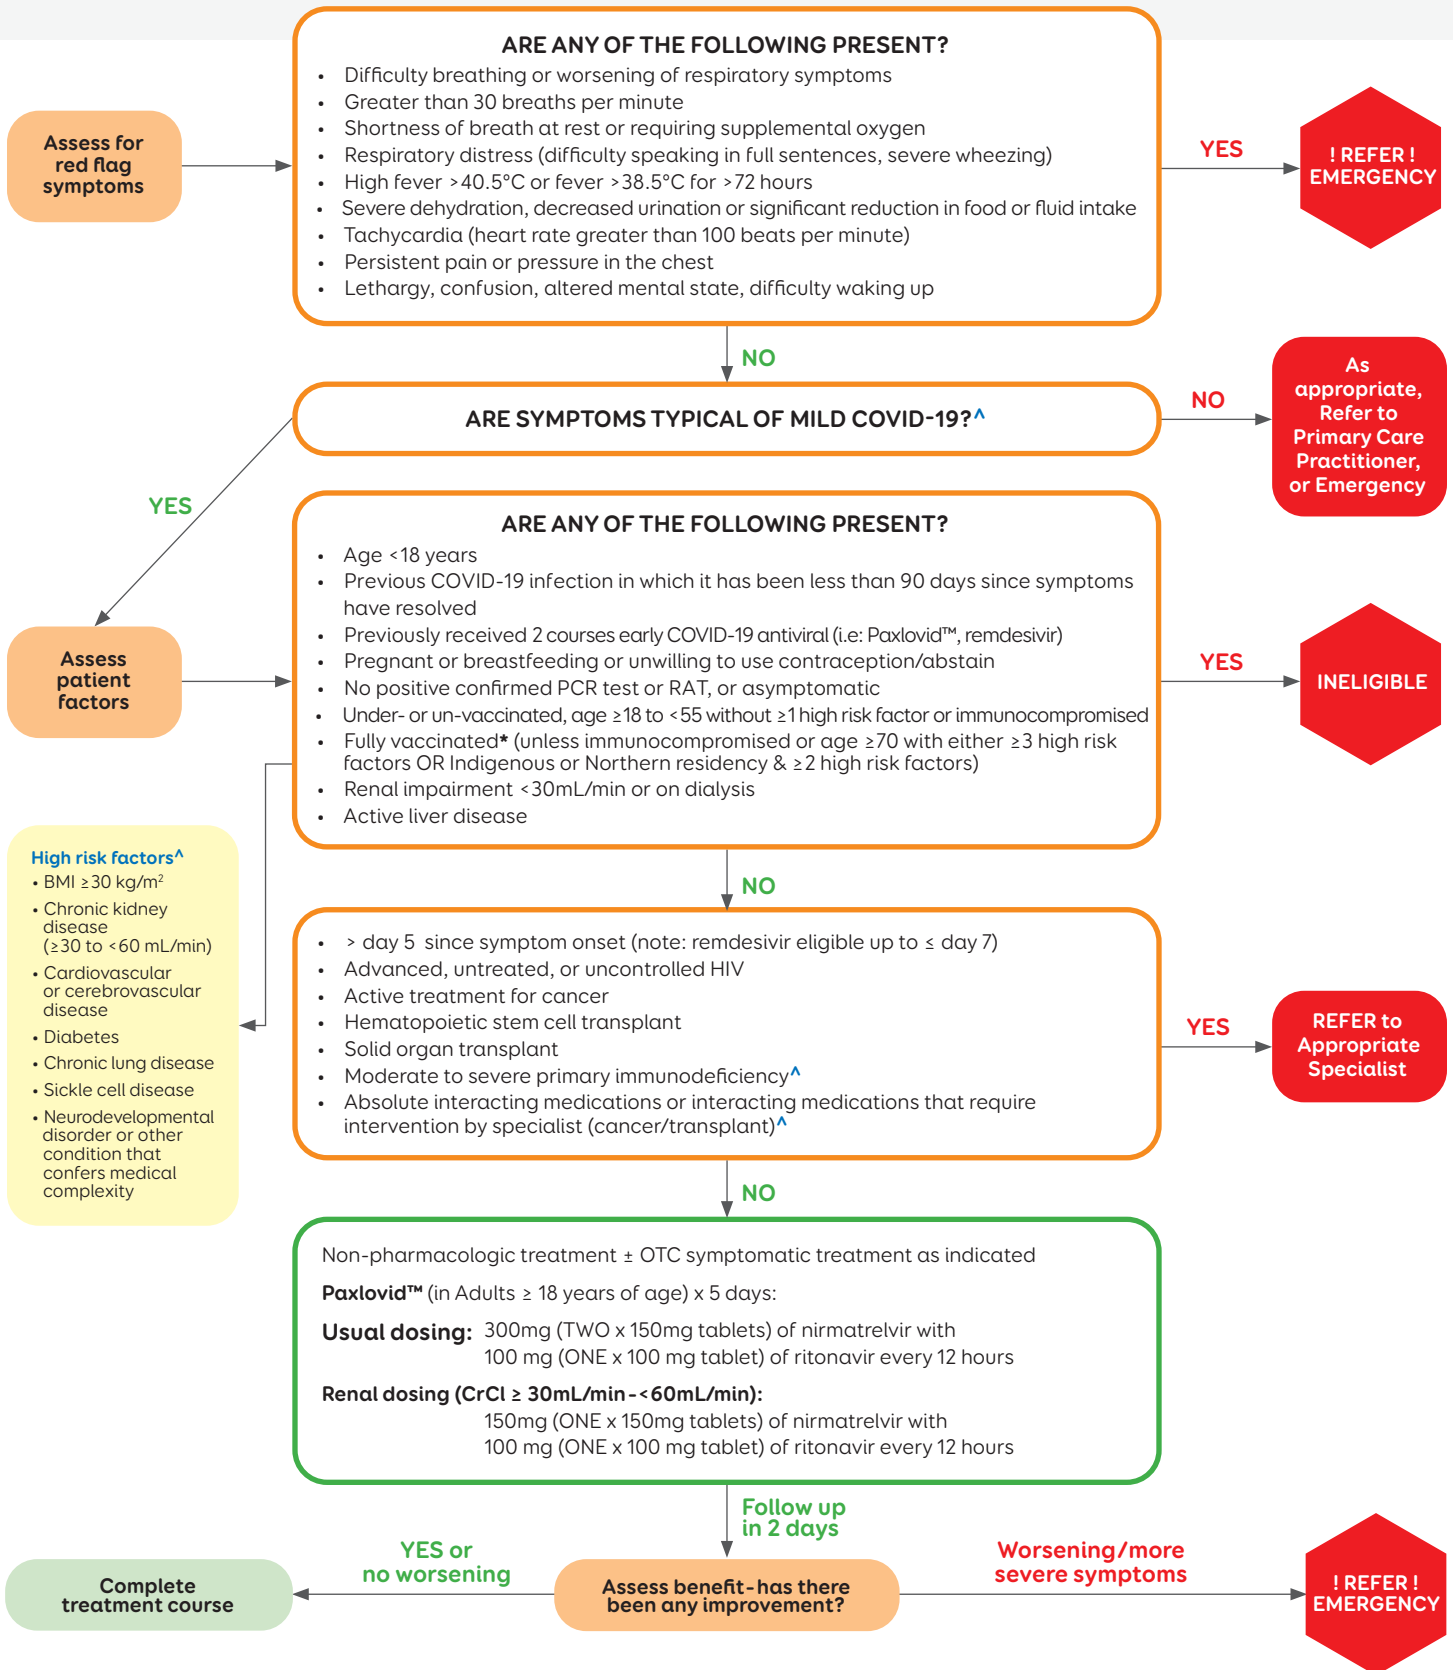 ARE ANY OF THE FOLLOWING PRESENT?
• Difficulty breathing or worsening of respiratory symptoms
• Greater than 30 breaths per minute
• Shortness of breath at rest or requiring supplemental oxygen
• Respiratory distress (difficulty speaking in full sentences, severe wheezing)
• High fever >40.5°C or fever >38.5°C for >72 hours
• Severe dehydration, decreased urination or significant reduction in food or fluid intake
• Tachycardia (heart rate greater than 100 beats per minute)
• Persistent pain or pressure in the chest
• Lethargy, confusion, altered mental state, difficulty waking up
Assess for
red flag
symptoms
YES
! REFER !
EMERGENCY
NO
ARE SYMPTOMS TYPICAL OF MILD COVID-19?^
NO
As
appropriate,
Refer to
Primary Care
Practitioner,
or Emergency
YES
ARE ANY OF THE FOLLOWING PRESENT?
• Age <18 years
• Previous COVID-19 infection in which it has been less than 90 days since symptoms
have resolved
• Previously received 2 courses early COVID-19 antiviral (i.e: Paxlovid™, remdesivir)
• Pregnant or breastfeeding or unwilling to use contraception/abstain
• No positive confirmed PCR test or RAT, or asymptomatic
• Under- or un-vaccinated, age ≥18 to <55 without ≥1 high risk factor or immunocompromised
• Fully vaccinated* (unless immunocompromised or age ≥70 with either ≥3 high risk
factors OR Indigenous or Northern residency & ≥2 high risk factors)
• Renal impairment <30mL/min or on dialysis
• Active liver disease
Assess
patient
factors
YES
INELIGIBLE
High risk factors^
• BMI ≥30 kg/m²
• Chronic kidney
disease
(≥30 to <60 mL/min)
• Cardiovascular
or cerebrovascular
disease
• Diabetes
• Chronic lung disease
• Sickle cell disease
• Neurodevelopmental
disorder or other
condition that
confers medical
complexity
NO
• > day 5 since symptom onset (note: remdesivir eligible up to ≤ day 7)
• Advanced, untreated, or uncontrolled HIV
• Active treatment for cancer
• Hematopoietic stem cell transplant
• Solid organ transplant
• Moderate to severe primary immunodeficiency^
• Absolute interacting medications or interacting medications that require
intervention by specialist (cancer/transplant)^
YES
REFER to
Appropriate
Specialist
NO
Non-pharmacologic treatment ± OTC symptomatic treatment as indicated
Paxlovid™ (in Adults ≥ 18 years of age) x 5 days:
Usual dosing: 300mg (TWO x 150mg tablets) of nirmatrelvir with
100 mg (ONE x 100 mg tablet) of ritonavir every 12 hours
Renal dosing (CrCl ≥ 30mL/min-<60mL/min):
150mg (ONE x 150mg tablets) of nirmatrelvir with
100 mg (ONE x 100 mg tablet) of ritonavir every 12 hours
Follow up
in 2 days
YES or
no worsening
Worsening/more
severe symptoms
Complete
treatment course
Assess benefit-has there
been any improvement?
! REFER !
EMERGENCY